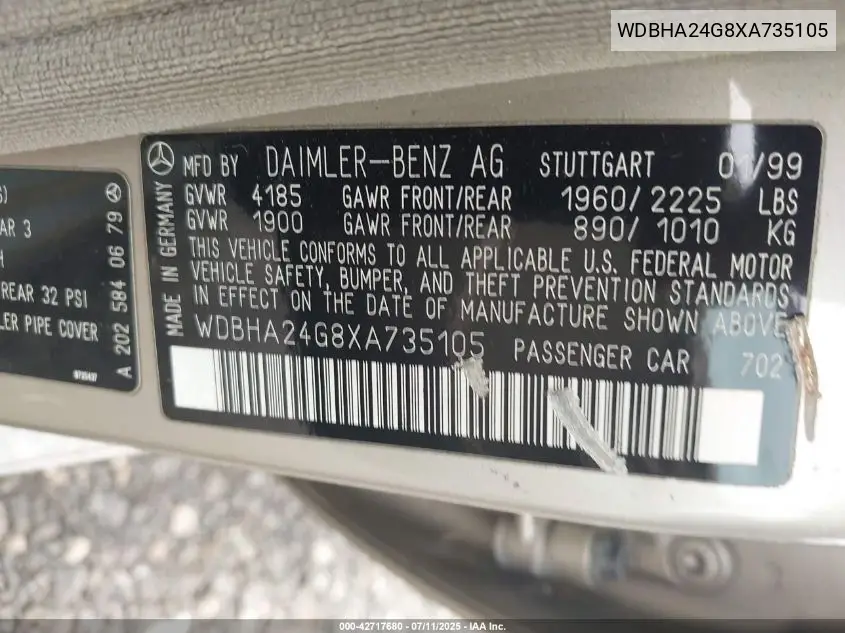 WDBHA24G8XA735105
MFD BY DAIMLER-BENZ AG STUTTGART 01/99
GVWR 4185 GAWR FRONT/REAR 1960/2225 LBS
GVWR 1900 GAWR FRONT/REAR 890/1010 KG
THIS VEHICLE CONFORMS TO ALL APPLICABLE U.S. FEDERAL MOTOR
VEHICLE SAFETY, BUMPER, AND THEFT PREVENTION STANDARDS
IN EFFECT ON THE DATE OF MANUFACTURE SHOWN ABOVE
WDBHA24G8XA735105 PASSENGER CAR 702
MADE IN GERMANY
AR 3
H
REAR 32 PSI
LER PIPE COVER
A 202 584 06 79
000-42717680 / 07/11/2025 - IAA Inc.